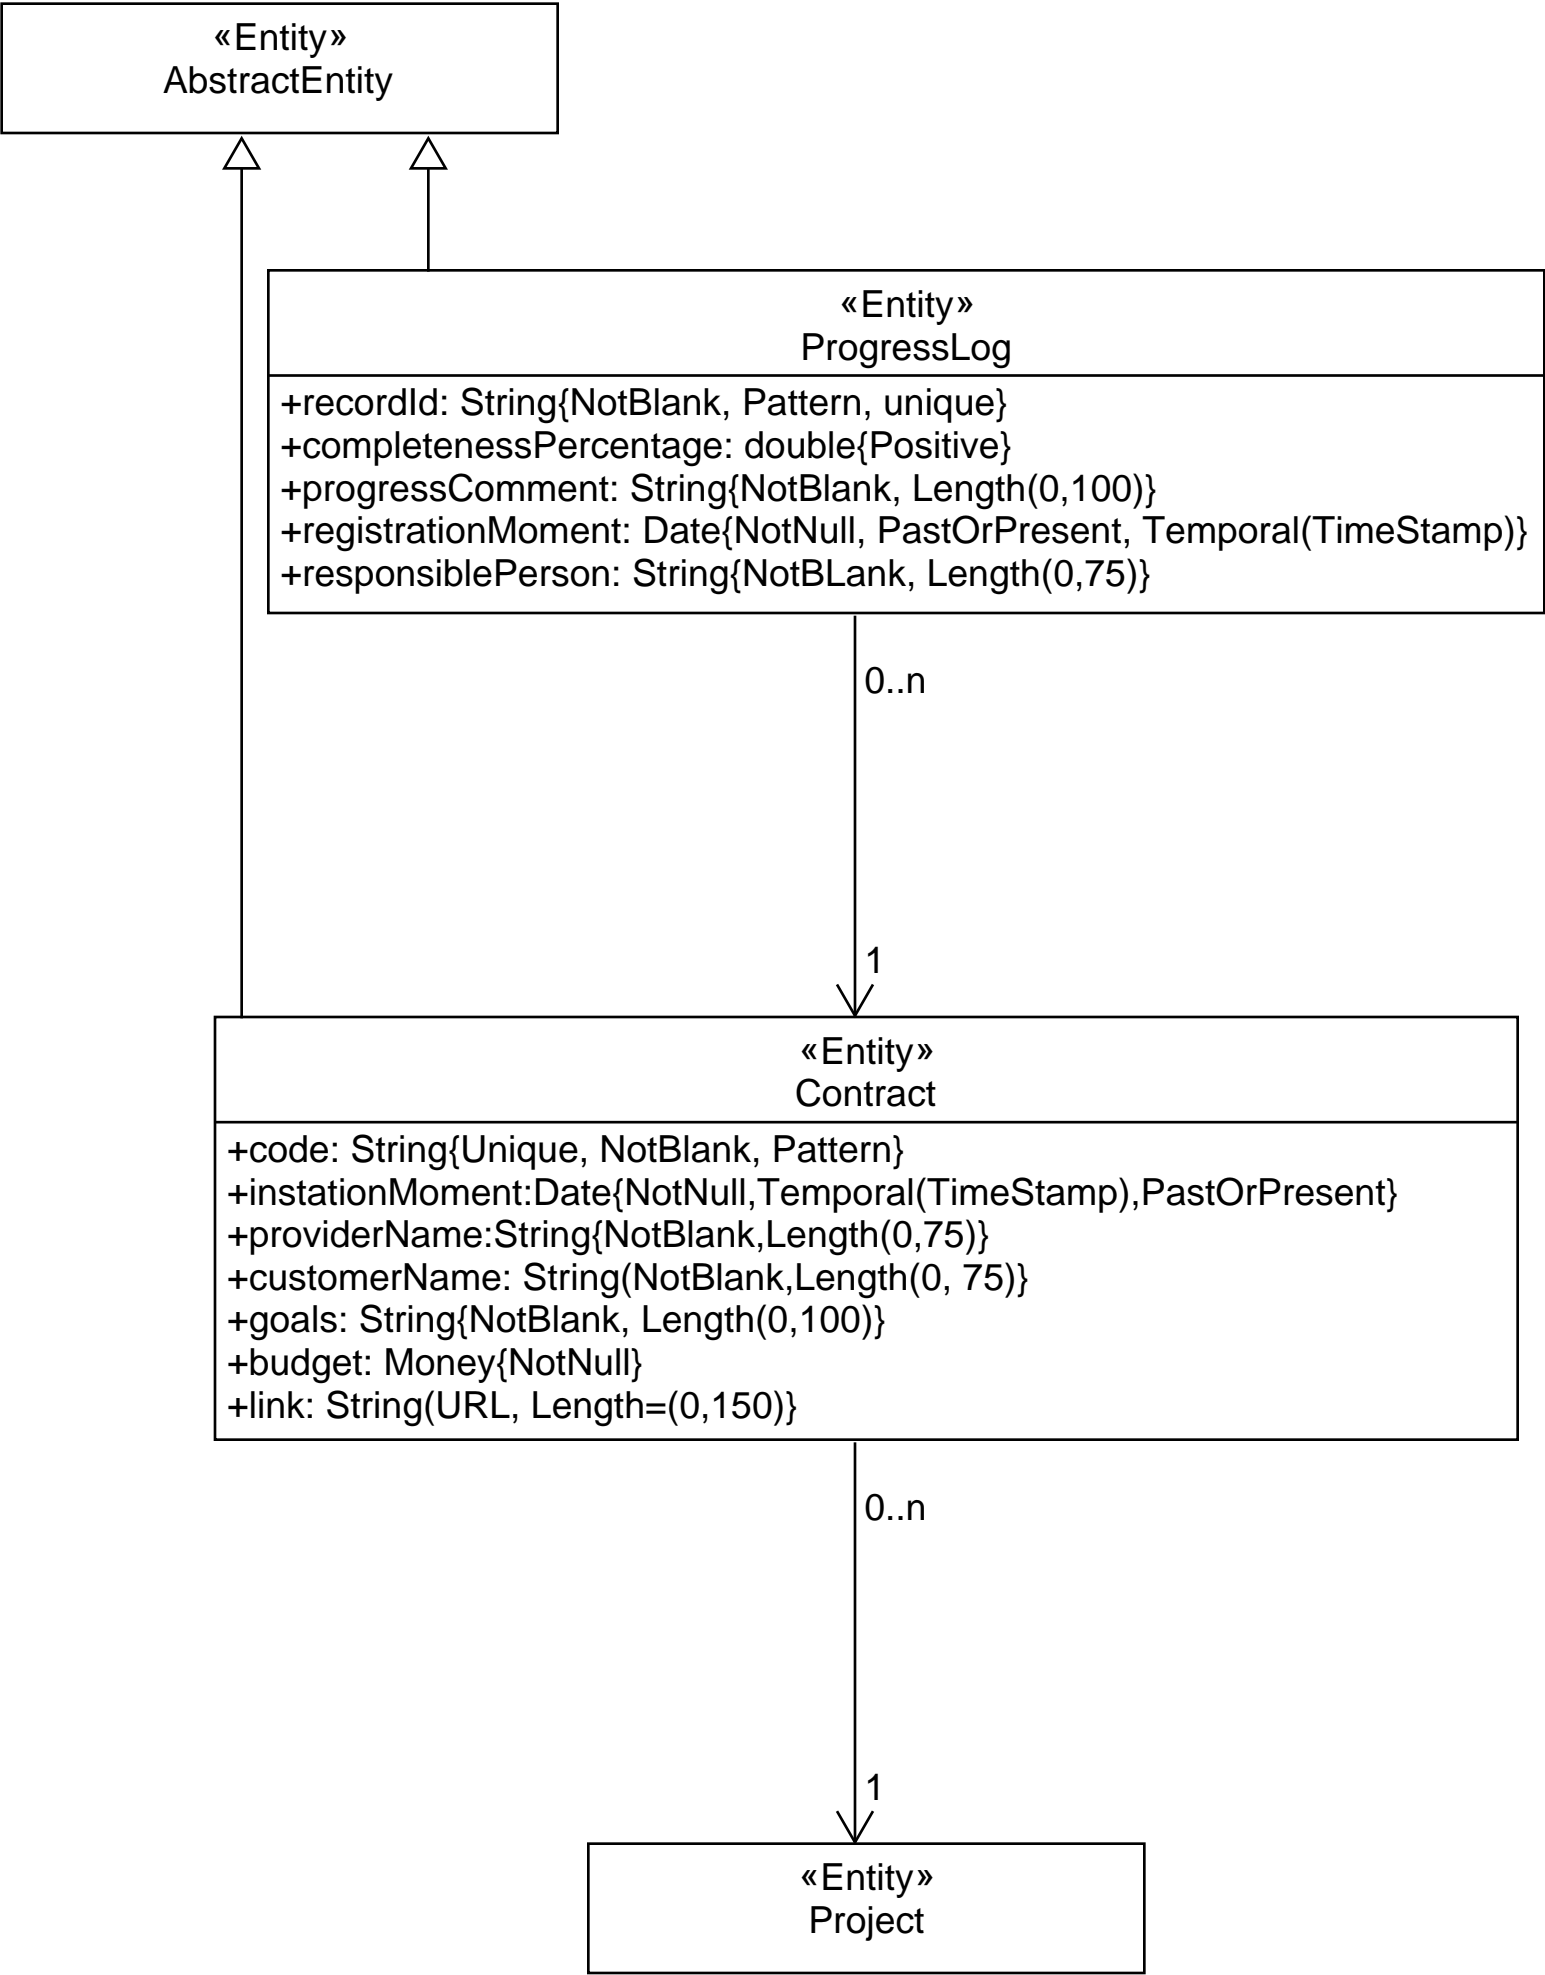 «Entity»
AbstractEntity
«Entity»
ProgressLog
+recordId: String{NotBlank, Pattern, unique}
+completenessPercentage: double{Positive}
+progressComment: String{NotBlank, Length(0,100)}
+registrationMoment: Date{NotNull, PastOrPresent, Temporal(TimeStamp)}
+responsiblePerson: String{NotBLank, Length(0,75)}
0..n
1
«Entity»
Contract
+code: String{Unique, NotBlank, Pattern}
+instationMoment:Date{NotNull,Temporal(TimeStamp),PastOrPresent}
+providerName:String{NotBlank,Length(0,75)}
+customerName: String(NotBlank,Length(0, 75)}
+goals: String{NotBlank, Length(0,100)}
+budget: Money{NotNull}
+link: String(URL, Length=(0,150)}
0..n
1
«Entity»
Project